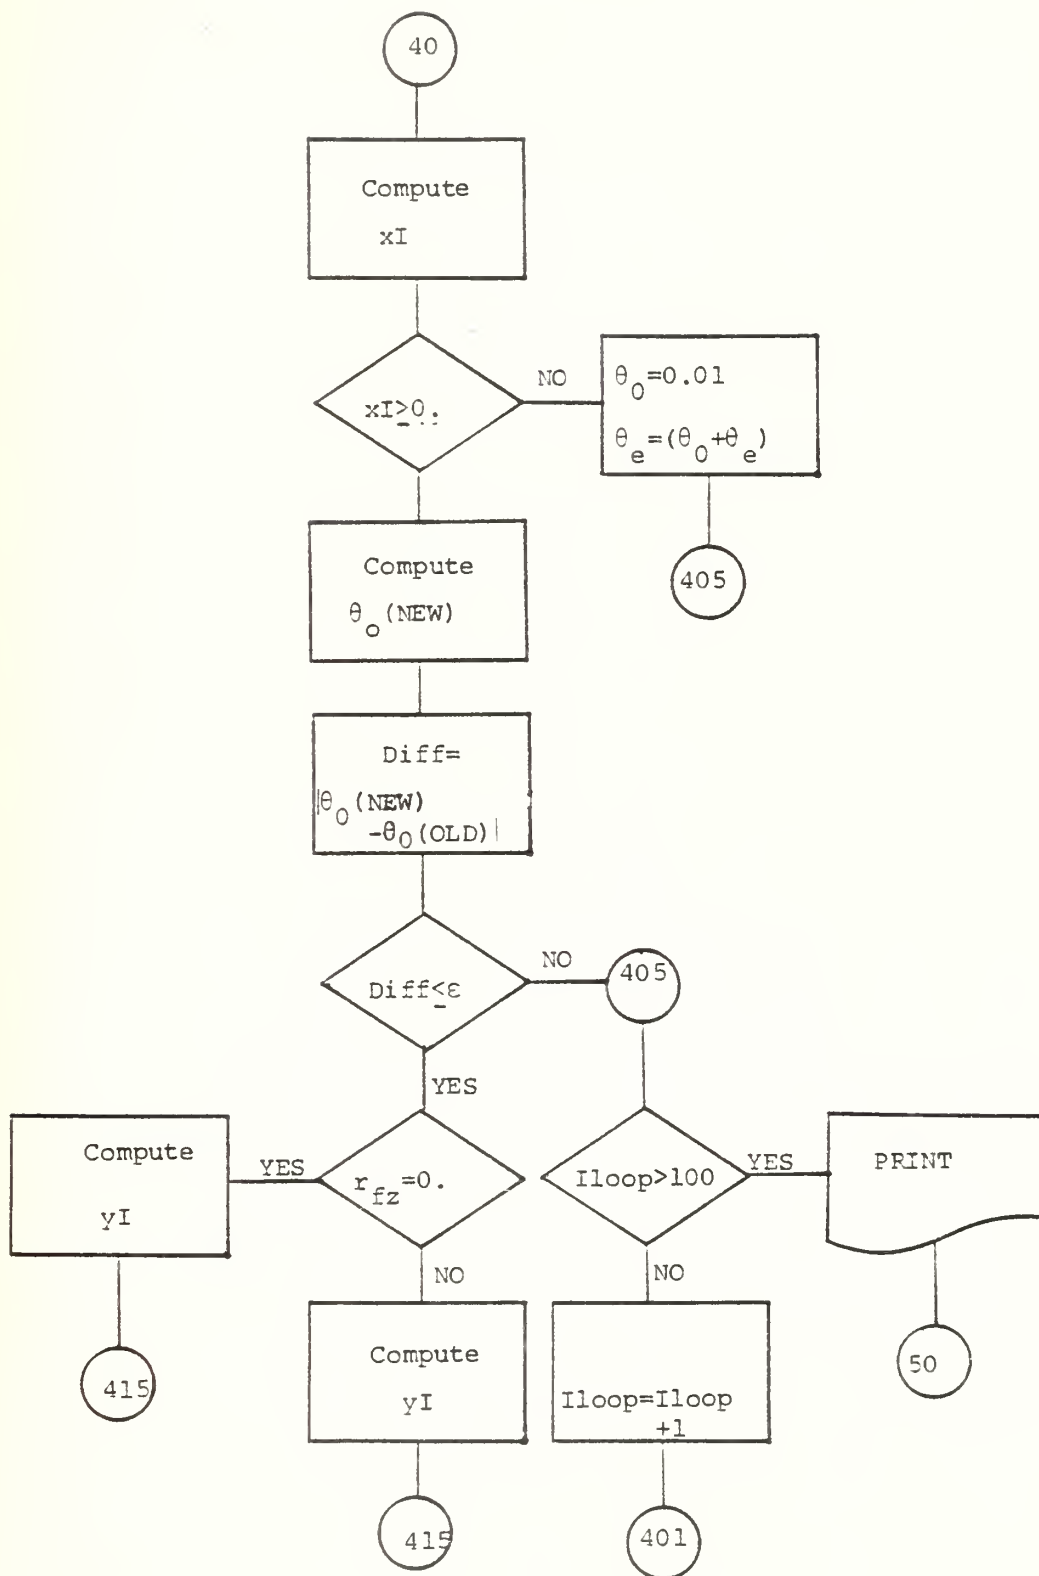 40
Compute
xI
xI≥0.
NO
θ₀=0.01
θₑ=(θ₀+θₑ)
405
Compute
θₒ(NEW)
Diff=
|θ₀(NEW)
-θ₀(OLD)|
Diff≤ε
NO
405
YES
Compute
yI
YES
r_fz=0.
Iloop>100
YES
PRINT
NO
NO
415
Compute
yI
Iloop=Iloop
+1
50
415
401